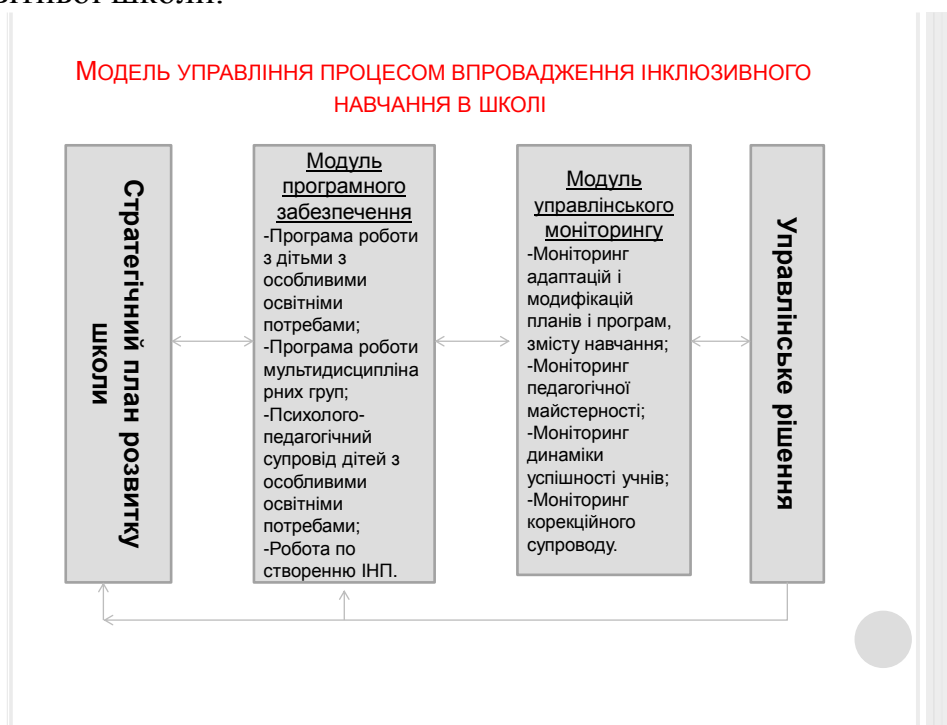 МОДЕЛЬ УПРАВЛІННЯ ПРОЦЕСОМ ВПРОВАДЖЕННЯ ІНКЛЮЗИВНОГО
НАВЧАННЯ В ШКОЛІ
Стратегічний план розвитку
школи
Модуль
програмного
забезпечення
-Програма роботи
з дітьми з
особливими
освітніми
потребами;
-Програма роботи
мультидисципліна
рних груп;
-Психолого-
педагогічний
супровід дітей з
особливими
освітніми
потребами;
-Робота по
створенню ІНП.
Модуль
управлінського
моніторингу
-Моніторинг
адаптацій і
модифікацій
планів і програм,
змісту навчання;
-Моніторинг
педагогічної
майстерності;
-Моніторинг
динаміки
успішності учнів;
-Моніторинг
корекційного
супроводу.
Управлінське рішення